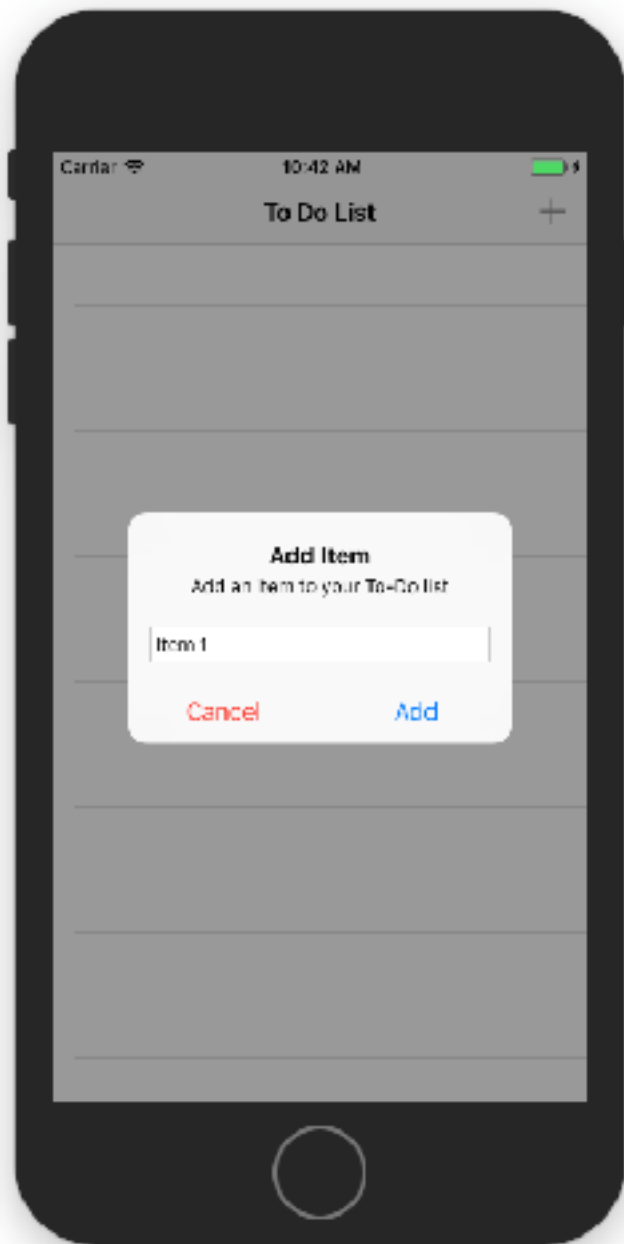 Carrier
10:42 AM
To Do List
Add Item
Add an item to your To-Do list
Item 1
Cancel
Add